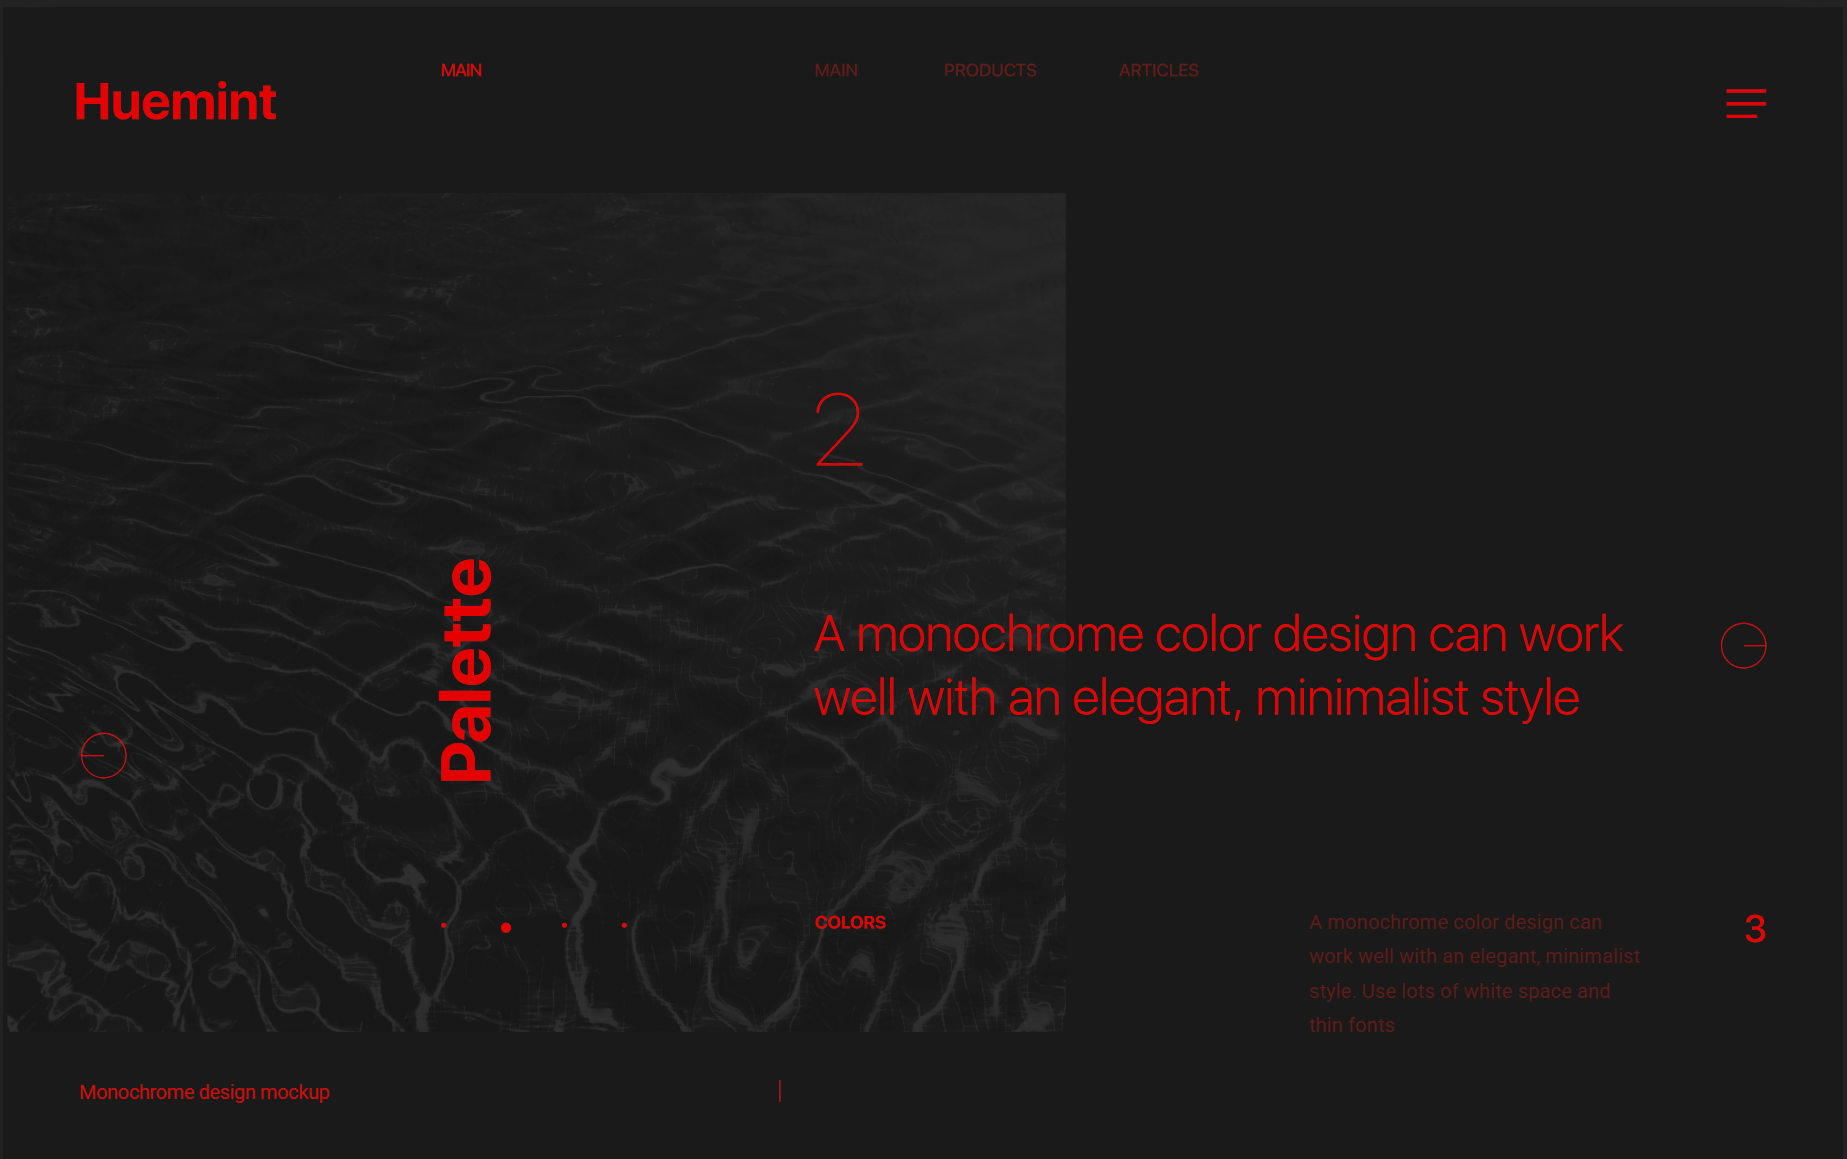 Huemint
MAIN
MAIN
PRODUCTS
ARTICLES
2
Palette
A monochrome color design can work
well with an elegant, minimalist style
COLORS
A monochrome color design can
work well with an elegant, minimalist
style. Use lots of white space and
thin fonts
3
Monochrome design mockup